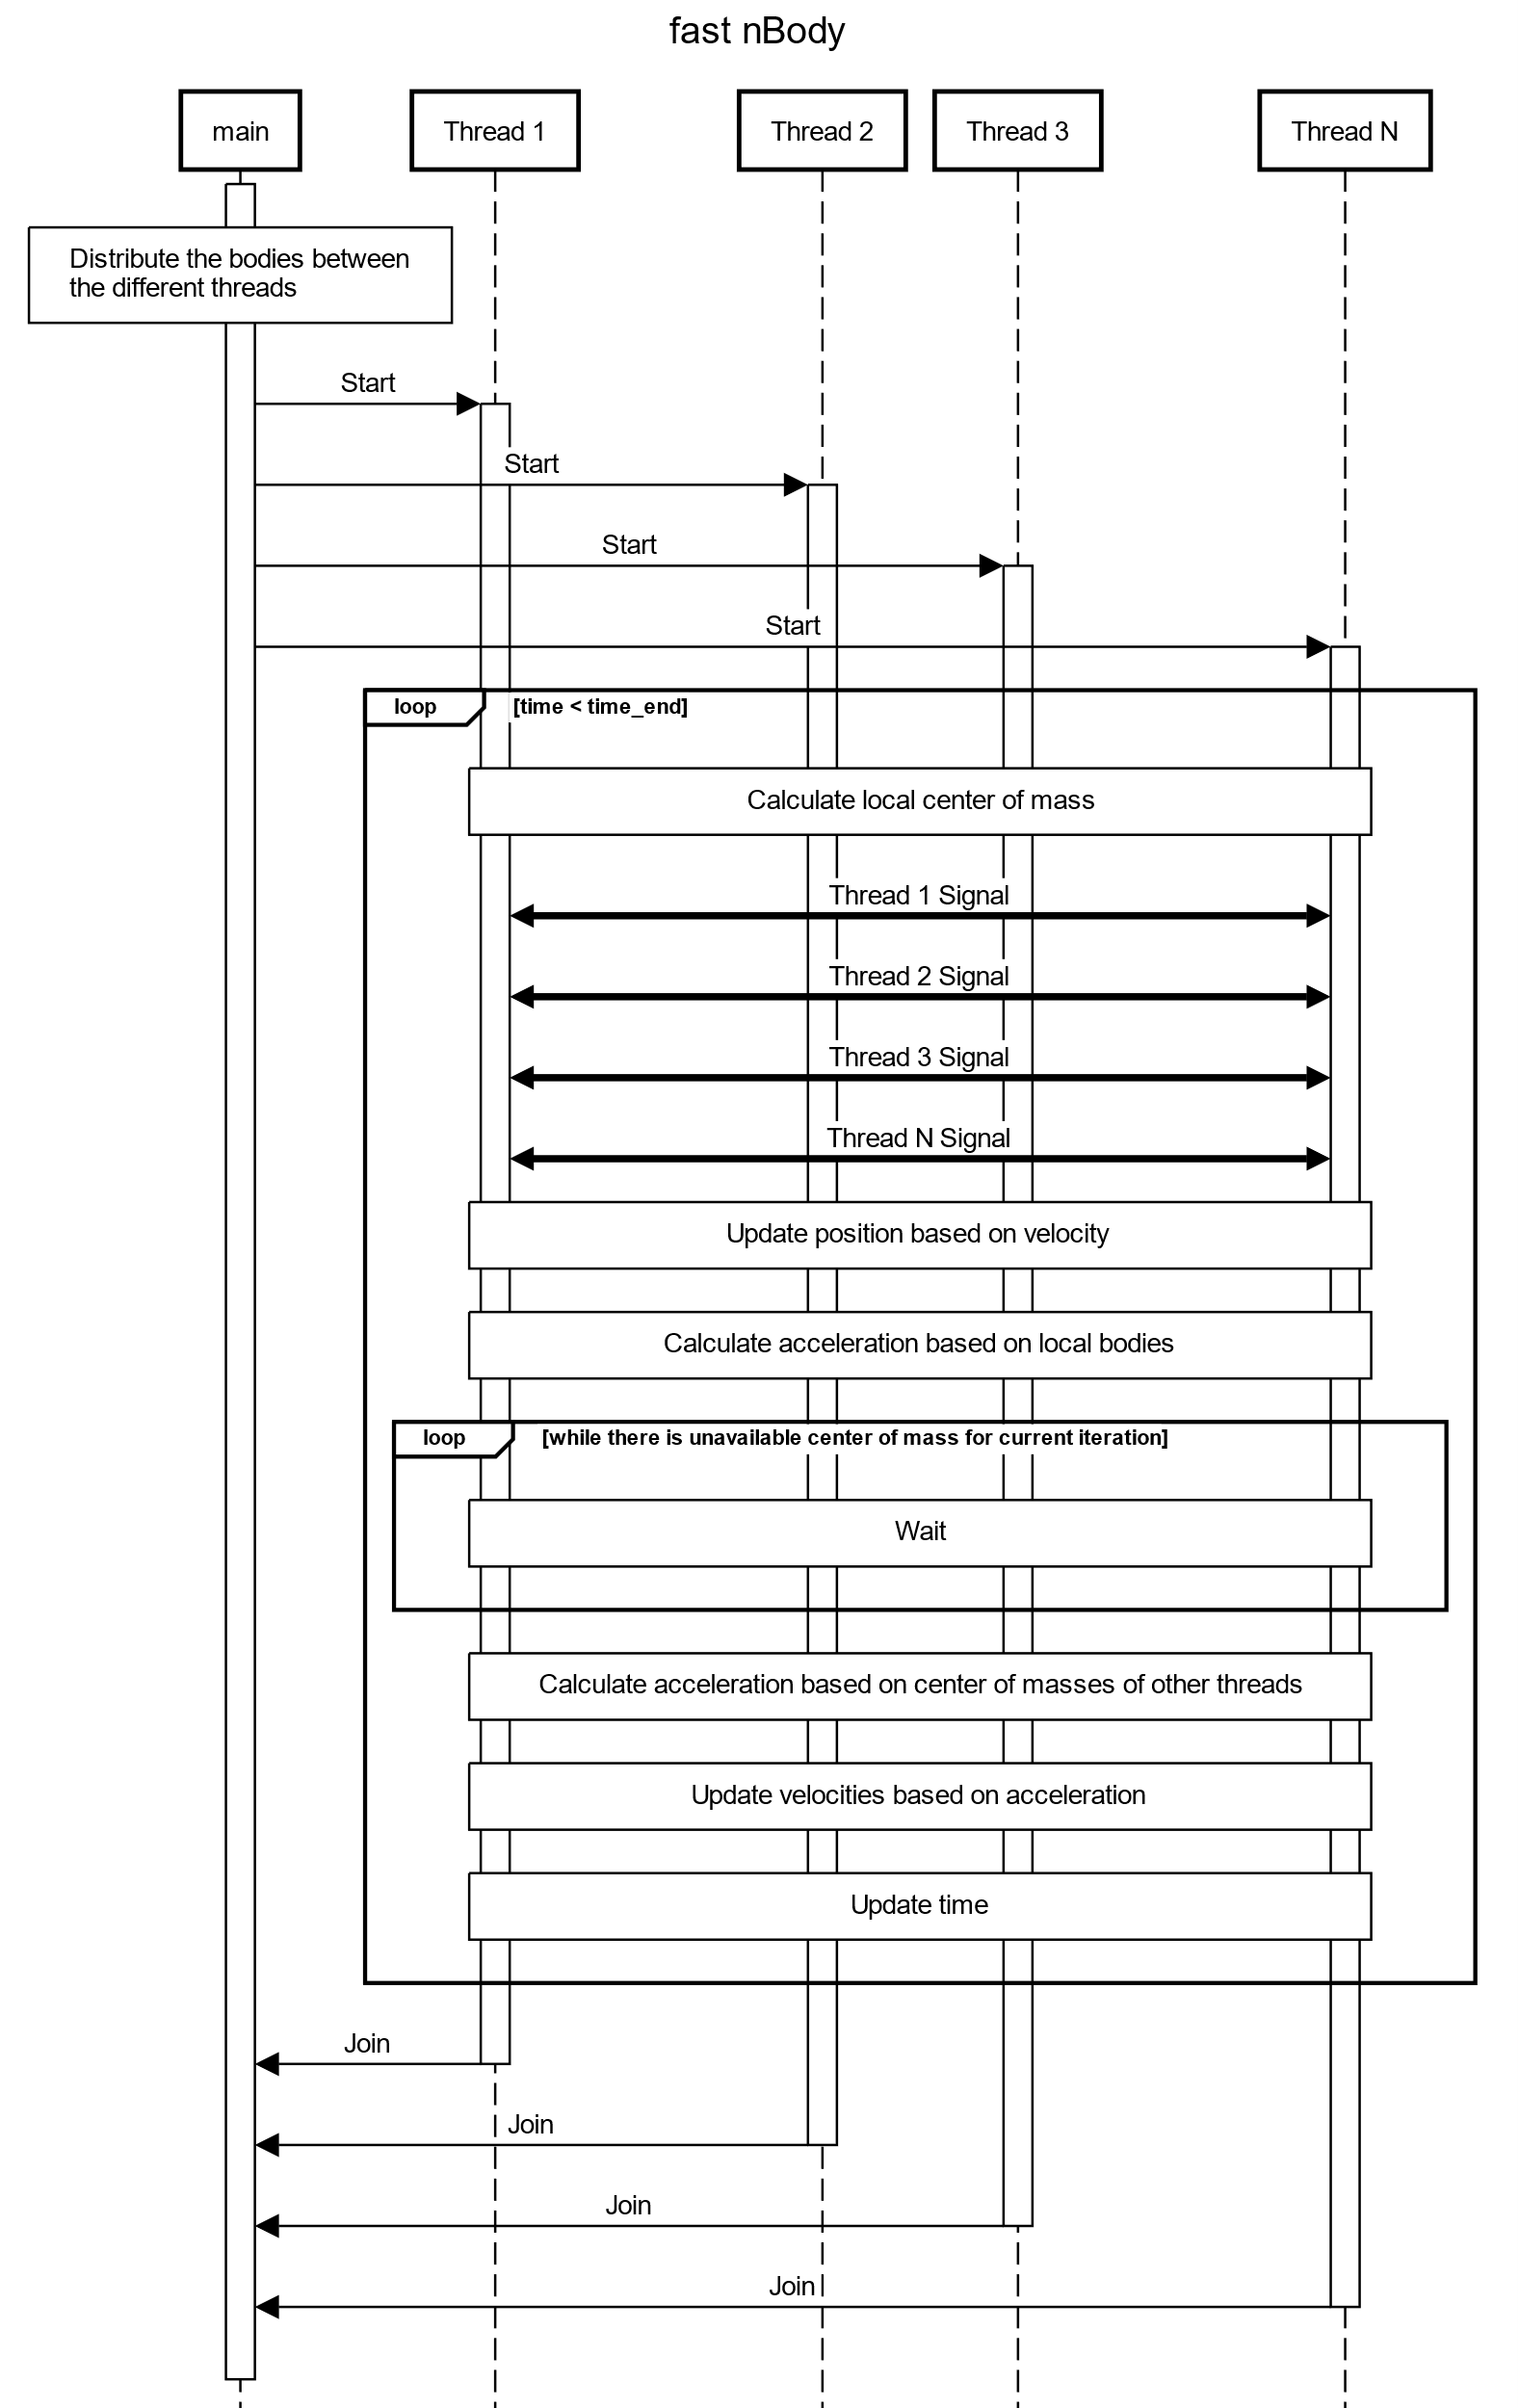 fast nBody
main
Thread 1
Thread 2
Thread 3
Thread N
Distribute the bodies between
the different threads
Start
Start
Start
Start
loop
[time < time_end]
Calculate local center of mass
Thread 1 Signal
Thread 2 Signal
Thread 3 Signal
Thread N Signal
Update position based on velocity
Calculate acceleration based on local bodies
loop
[while there is unavailable center of mass for current iteration]
Wait
Calculate acceleration based on center of masses of other threads
Update velocities based on acceleration
Update time
Join
Join
Join
Join